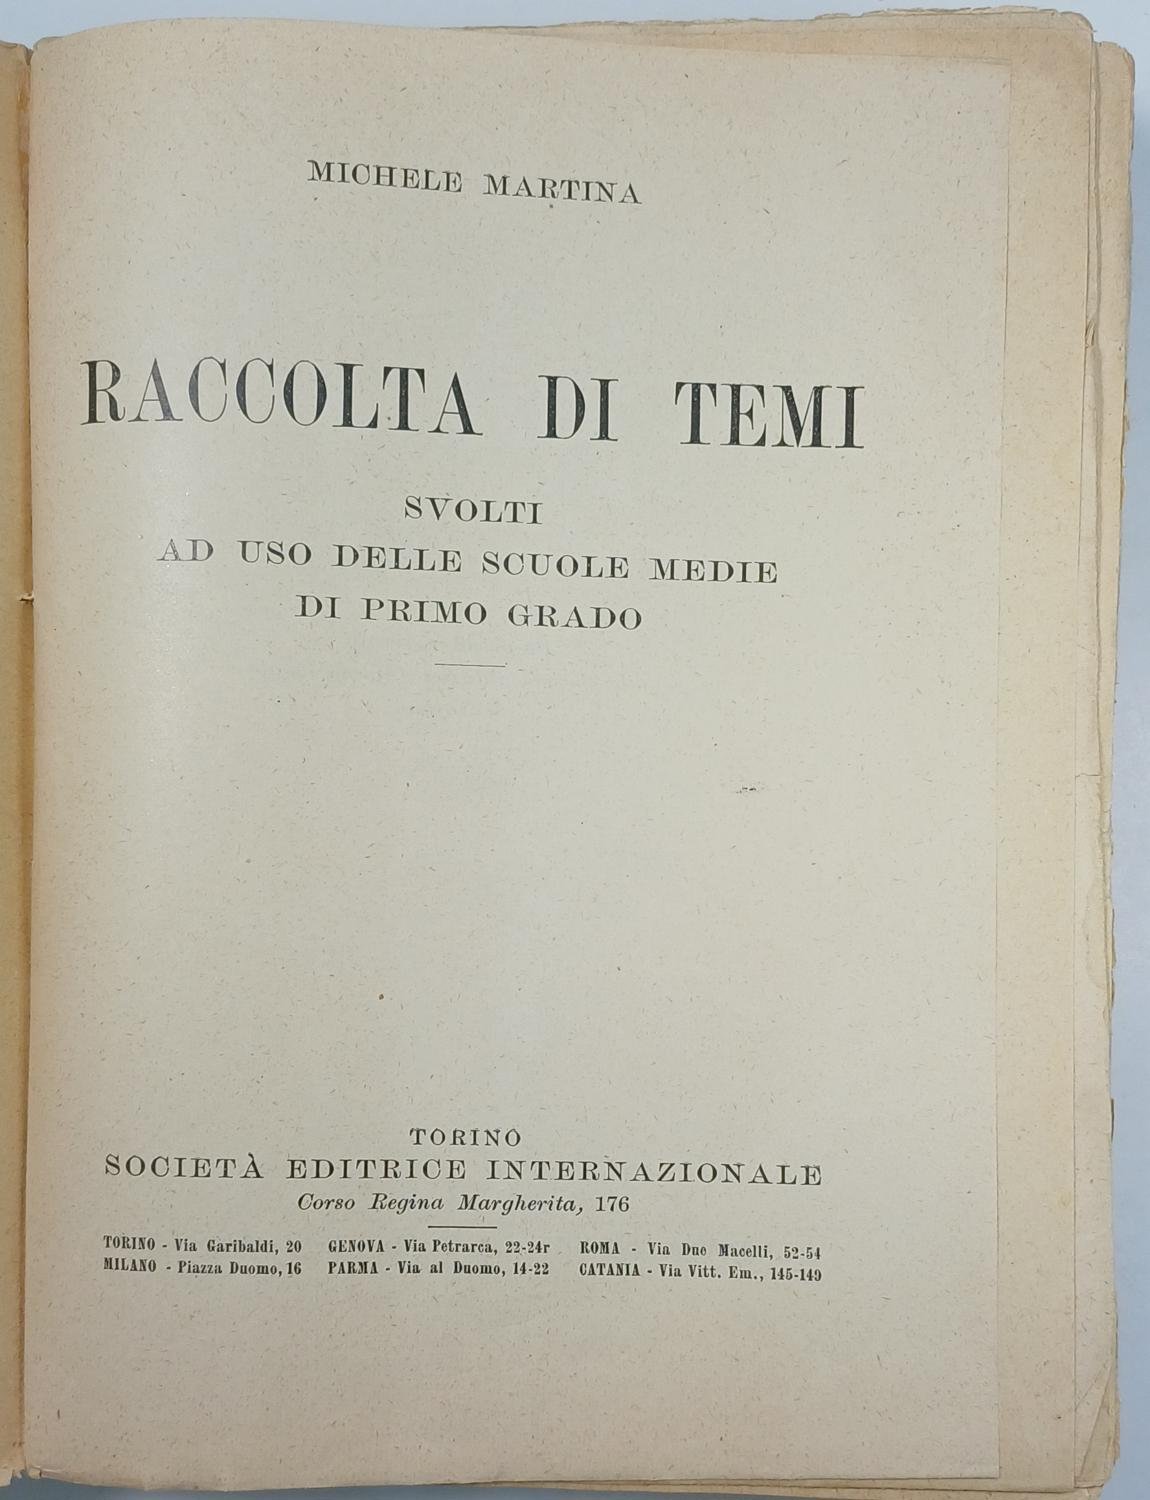 MICHELE MARTINA
RACCOLTA DI TEMI
SVOLTI
AD USO DELLE SCUOLE MEDIE
DI PRIMO GRADO
TORINO
SOCIETÀ EDITRICE INTERNAZIONALE
Corso Regina Margherita, 176
TORINO - Via Garibaldi, 20 GENOVA - Via Petrarca, 22-24r ROMA - Via Due Macelli, 52-54
MILANO - Piazza Duomo, 16 PARMA - Via al Duomo, 14-22 CATANIA - Via Vitt. Em., 145-149